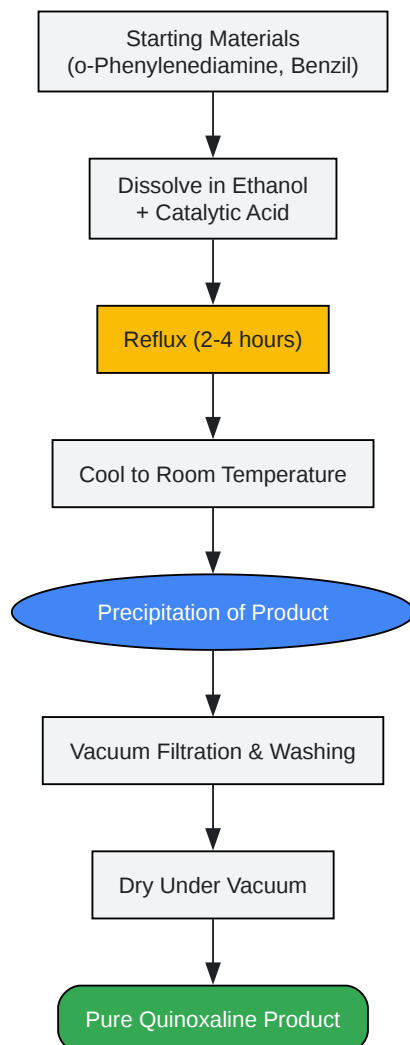 Starting Materials
(o-Phenylenediamine, Benzil)
Dissolve in Ethanol
+ Catalytic Acid
Reflux (2-4 hours)
Cool to Room Temperature
Precipitation of Product
Vacuum Filtration & Washing
Dry Under Vacuum
Pure Quinoxaline Product